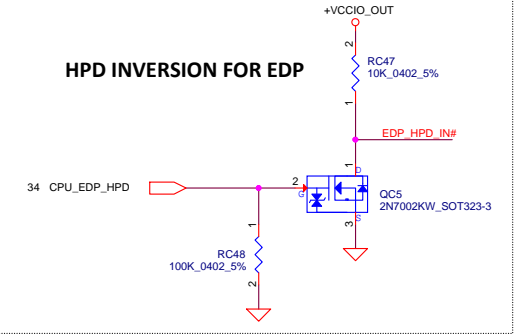 +VCCIO_OUT
2
RC47
10K_0402_5%
HPD INVERSION FOR EDP
1
EDP_HPD_IN#
1
D
34 CPU_EDP_HPD
2
G
QC5
2N7002KW_SOT323-3
S
3
1
RC48
100K_0402_5%
2